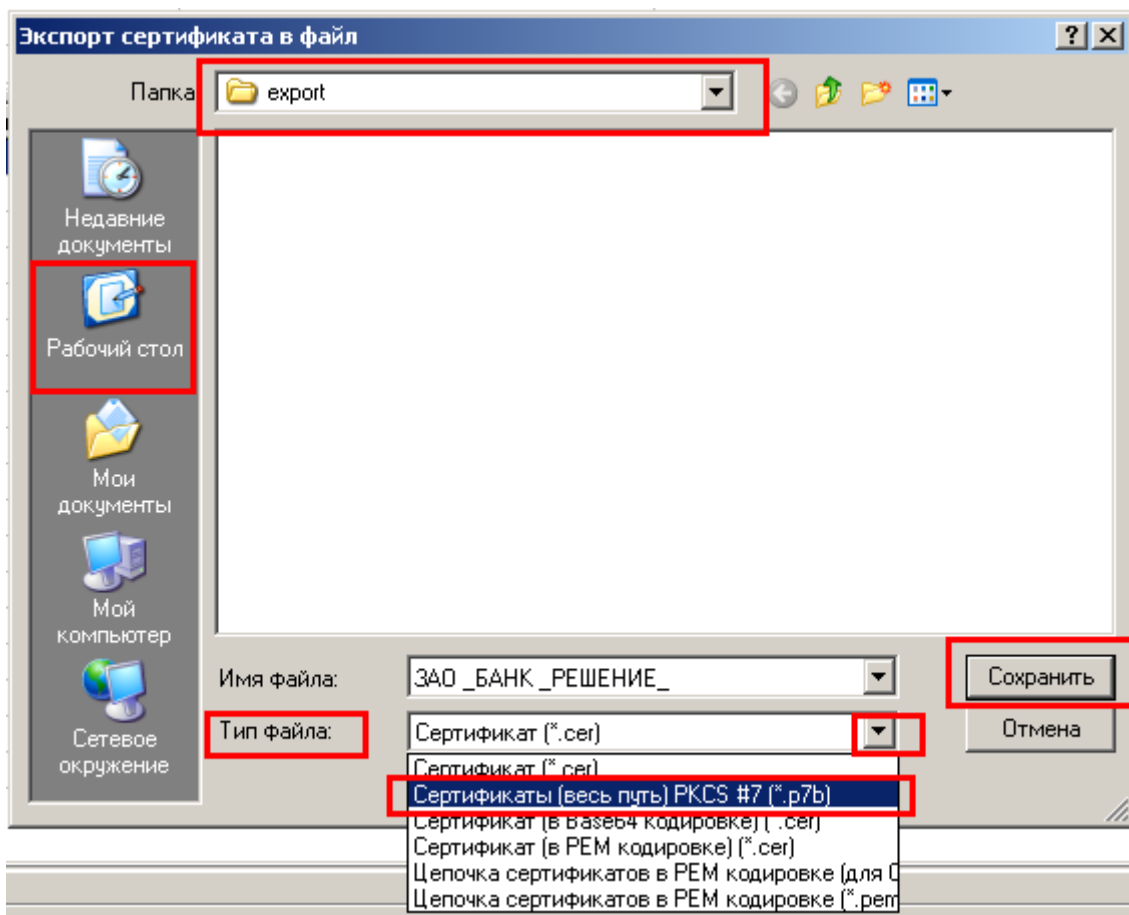 Экспорт сертификата в файл
Папка
export
Недавние
документы
Рабочий стол
Мои
документы
Мой
компьютер
Сетевое
окружение
Имя файла:
ЗАО _БАНК _РЕШЕНИЕ_
Сохранить
Тип файла:
Сертификат (*.cer)
Отмена
Сертификат (*.cer)
Сертификаты (весь путь) PKCS #7 (*.p7b)
Сертификат (в Base64 кодировке) (*.cer)
Сертификат (в PEM кодировке) (*.cer)
Цепочка сертификатов в PEM кодировке (для
Цепочка сертификатов в PEM кодировке (*.pem